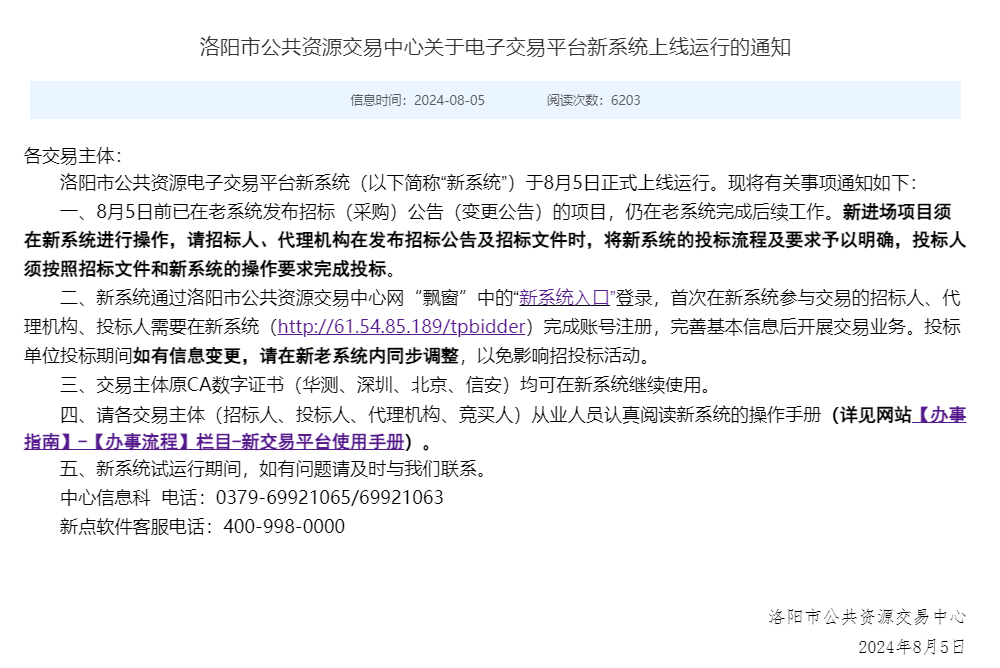 洛阳市公共资源交易中心关于电子交易平台新系统上线运行的通知
信息时间：2024-08-05 阅读次数：6203
各交易主体：
洛阳市公共资源电子交易平台新系统（以下简称“新系统”）于8月5日正式上线运行。现将有关事项通知如下：
一、8月5日前已在老系统发布招标（采购）公告（变更公告）的项目，仍在老系统完成后续工作。新进场项目须
在新系统进行操作，请招标人、代理机构在发布招标公告及招标文件时，将新系统的投标流程及要求予以明确，投标人
须按照招标文件和新系统的操作要求完成投标。
二、新系统通过洛阳市公共资源交易中心网“飘窗”中的“新系统入口”登录，首次在新系统参与交易的招标人、代
理机构、投标人需要在新系统（http://61.54.85.189/tpbidder）完成账号注册，完善基本信息后开展交易业务。投标
单位投标期间如有信息变更，请在新老系统内同步调整，以免影响招投标活动。
三、交易主体原CA数字证书（华测、深圳、北京、信安）均可在新系统继续使用。
四、请各交易主体（招标人、投标人、代理机构、竞买人）从业人员认真阅读新系统的操作手册（详见网站【办事
指南】-【办事流程】栏目-新交易平台使用手册）。
五、新系统试运行期间，如有问题请及时与我们联系。
中心信息科 电话：0379-69921065/69921063
新点软件客服电话：400-998-0000
洛阳市公共资源交易中心
2024年8月5日